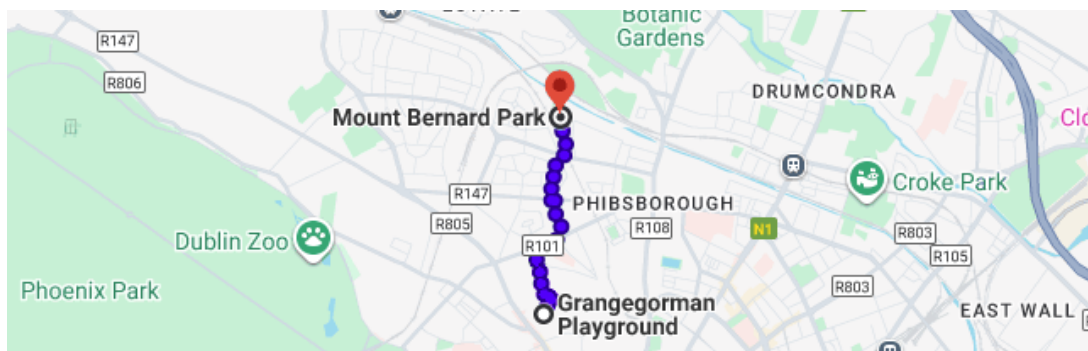 Botanic
Gardens
R147
R806
DRUMCONDRA
Mount Bernard Park
Croke Park
R147
PHIBSBOROUGH
R805
R108
N1
R803
Dublin Zoo
R101
R105
Phoenix Park
R803
Grangegorman
Playground
EAST WALL